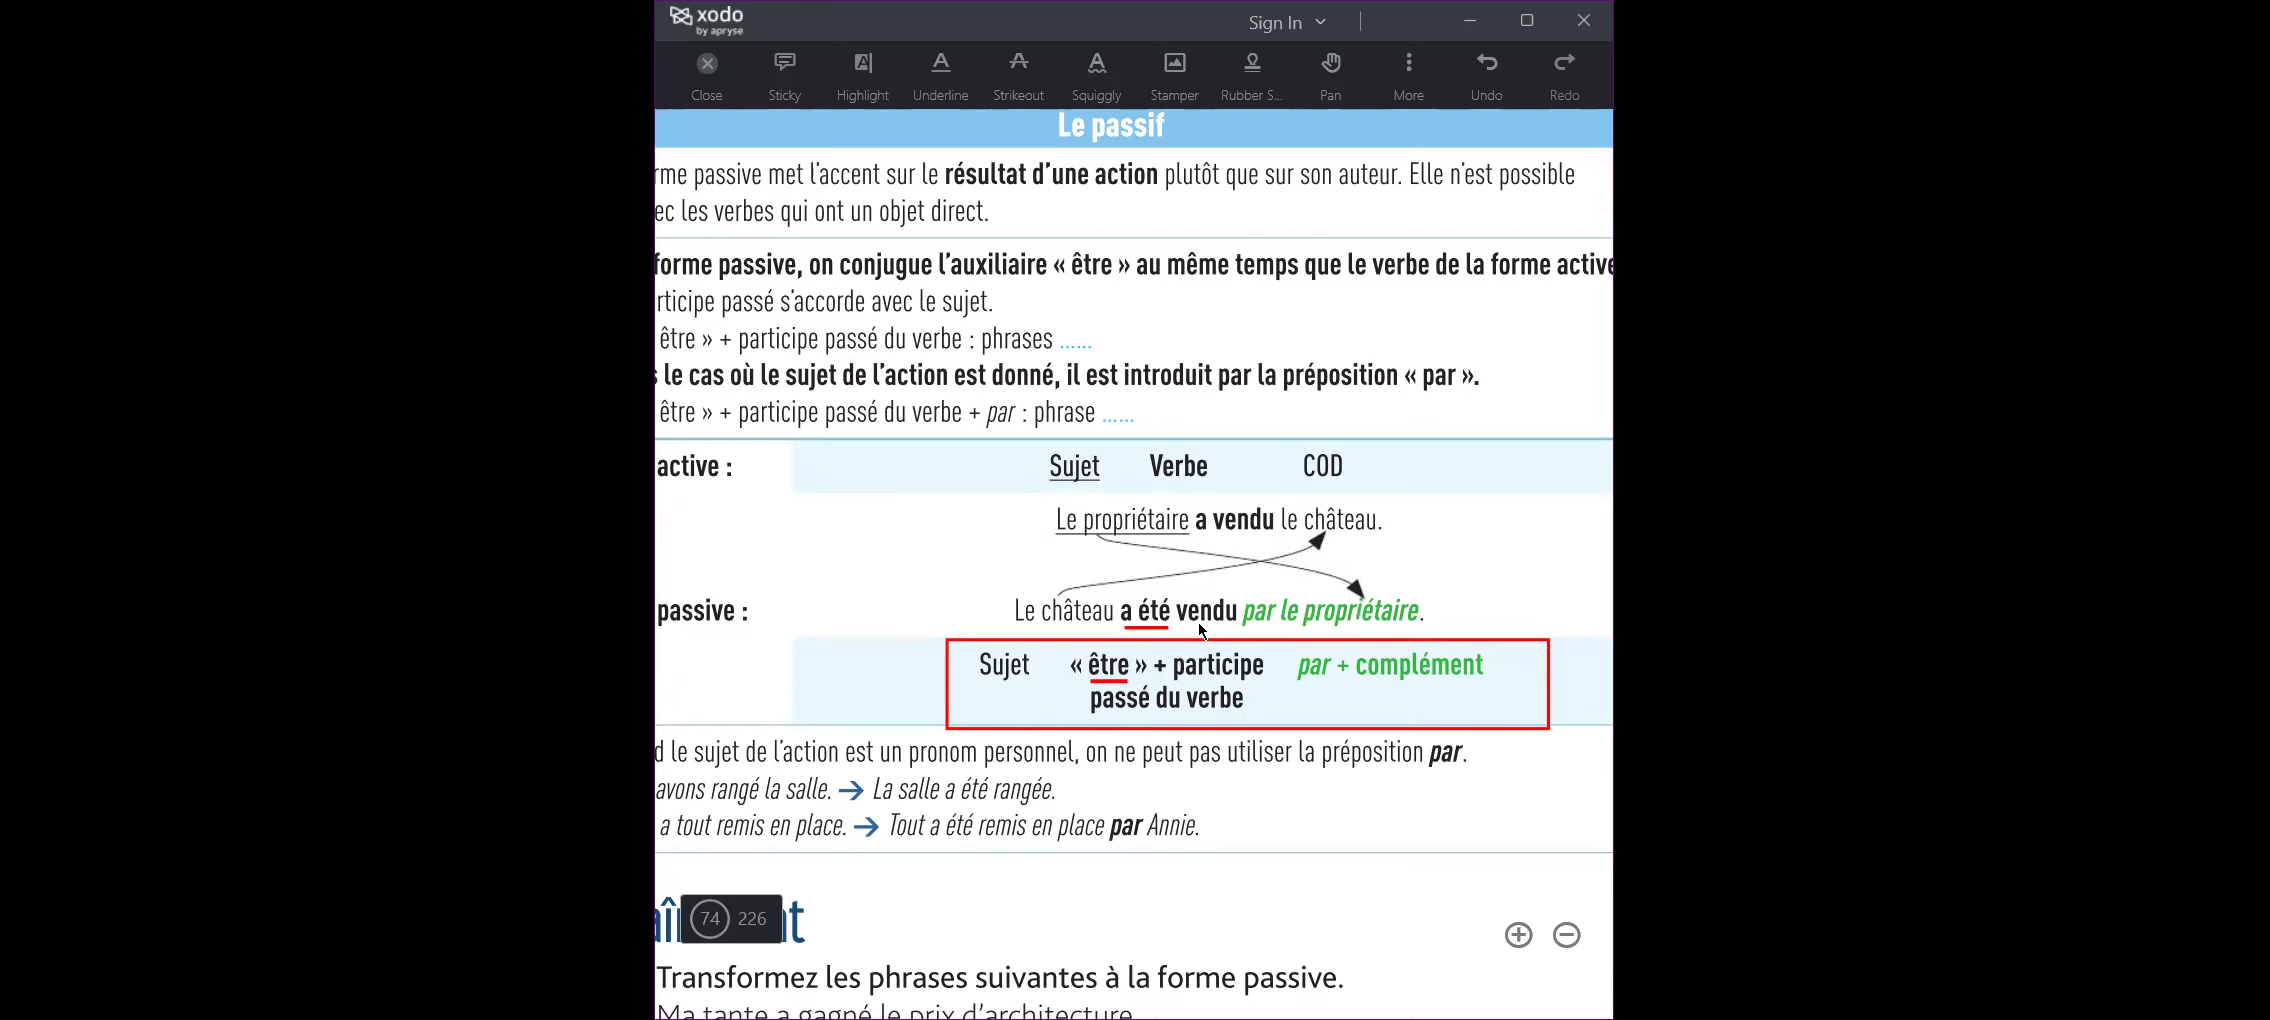 xodo
by apryse
Sign In
Close Sticky Highlight Underline Strikeout Squiggly Stamper Rubber S... Pan More Undo Redo
Le passif
rme passive met l'accent sur le résultat d'une action plutôt que sur son auteur. Elle n'est possible
ec les verbes qui ont un objet direct.
forme passive, on conjugue l'auxiliaire « être » au même temps que le verbe de la forme active
rticipe passé s'accorde avec le sujet.
être » + participe passé du verbe : phrases ......
s le cas où le sujet de l'action est donné, il est introduit par la préposition « par ».
être » + participe passé du verbe + par : phrase ......
active : Sujet Verbe COD
Le propriétaire a vendu le château.
passive : Le château a été vendu par le propriétaire.
Sujet « être » + participe par + complément
passé du verbe
d le sujet de l'action est un pronom personnel, on ne peut pas utiliser la préposition par.
avons rangé la salle. → La salle a été rangée.
a tout remis en place. → Tout a été remis en place par Annie.
74 226
Transformez les phrases suivantes à la forme passive.
Ma tante a gagné le prix d'architecture